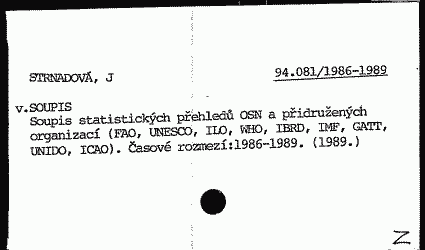 STRNADOVÁ, J
94.081/1986-1989
v.SOUPIS
Soupis statistických přehledů OSN a přidružených
organizací (FAO, UNESCO, ILO, WHO, IBRD, IMF, GATT,
UNIDO, ICAO). Časové rozmezí:1986-1989. (1989.)
Z